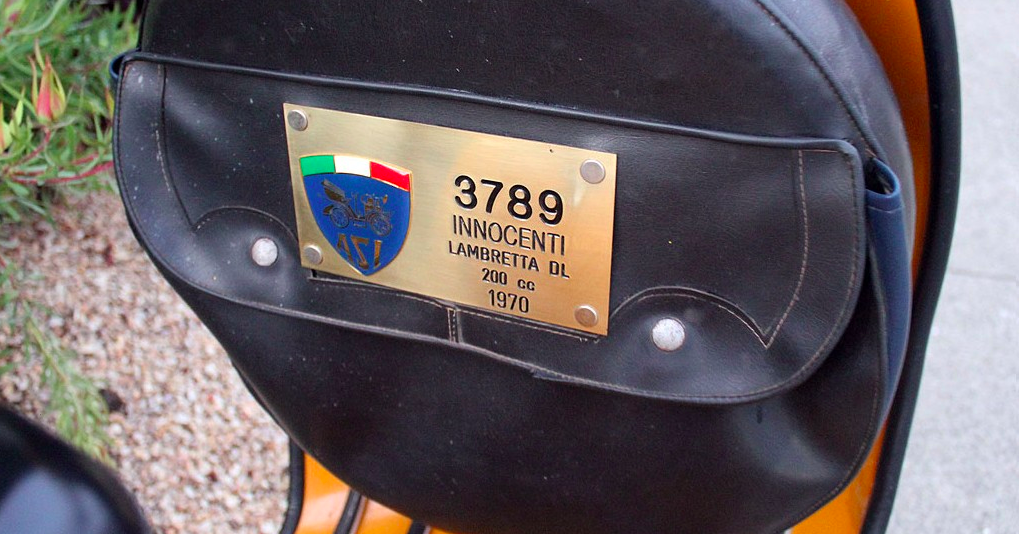 ASI
3789
INNOCENTI
LAMBRETTA DL
200 cc
1970